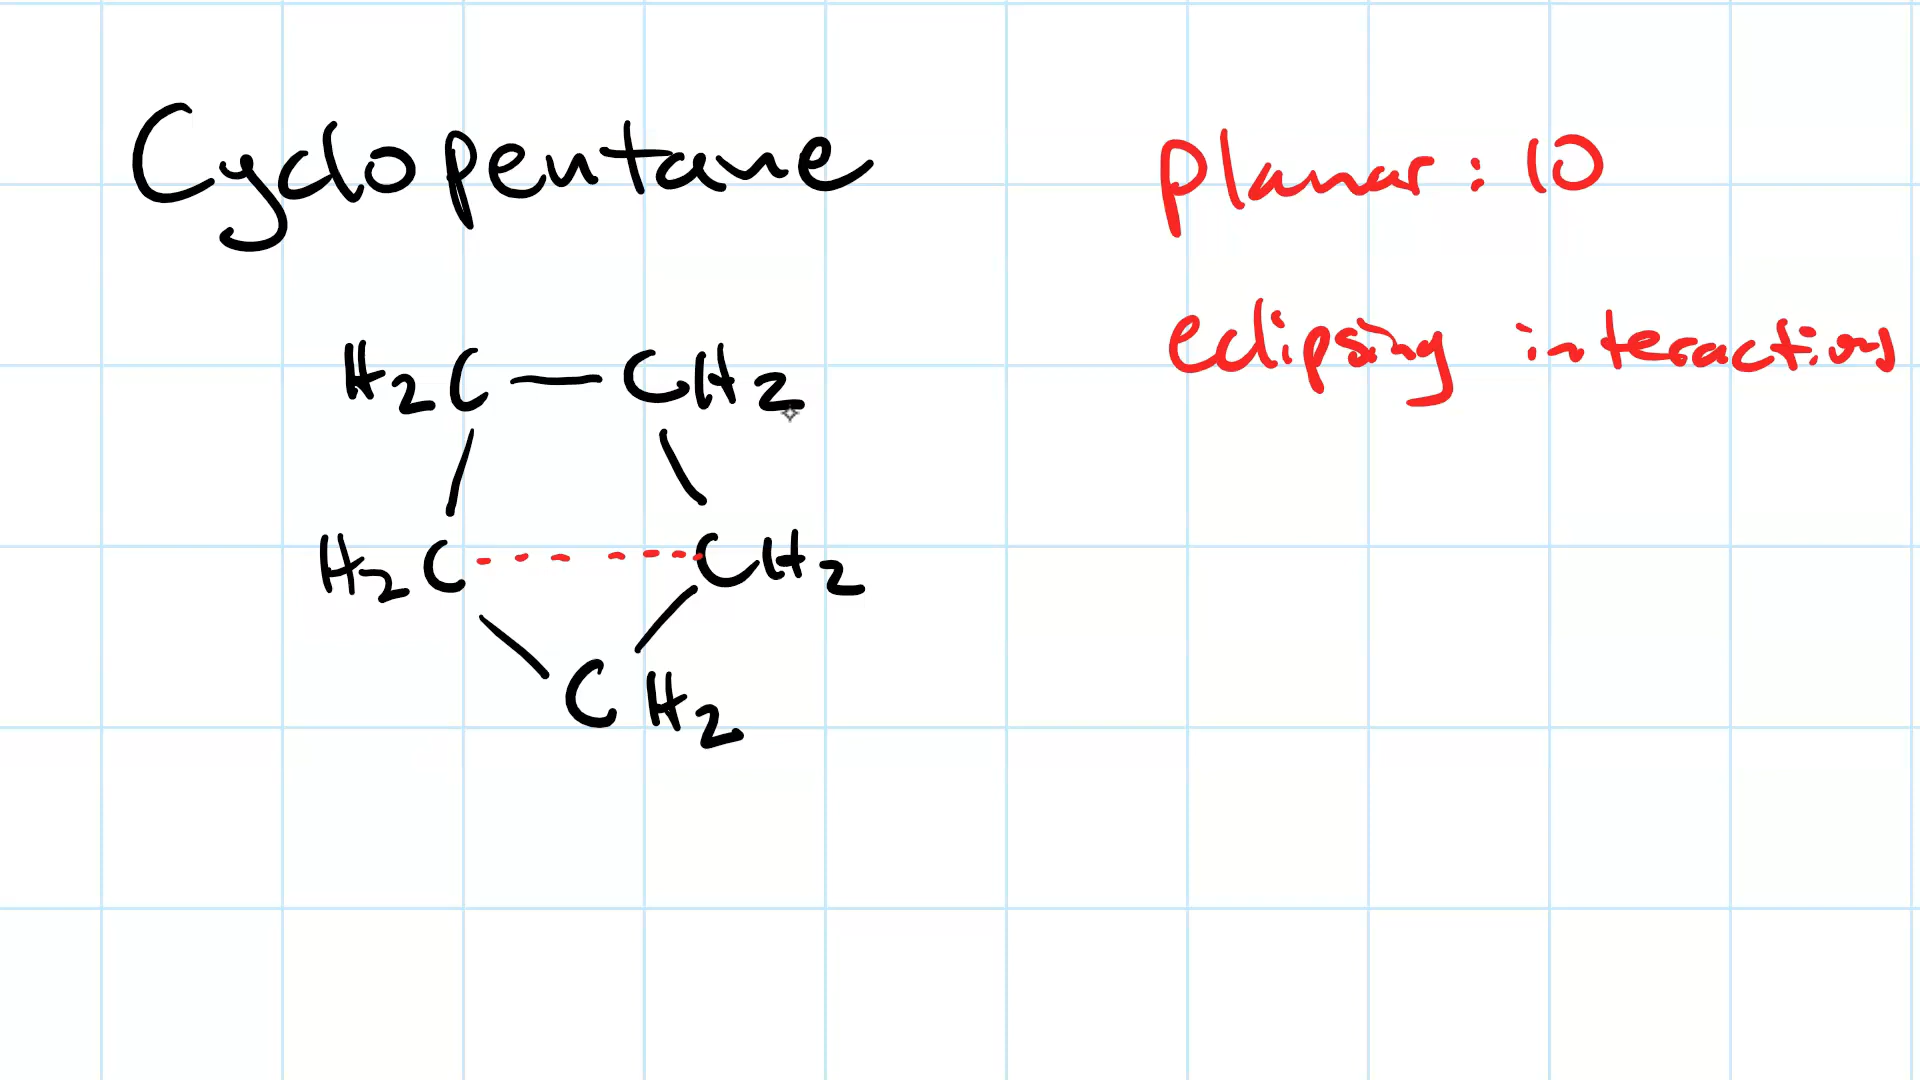 Cyclopentane
planar: 10
eclipsing interactions
H2C — CH2
H2C CH2
CH2